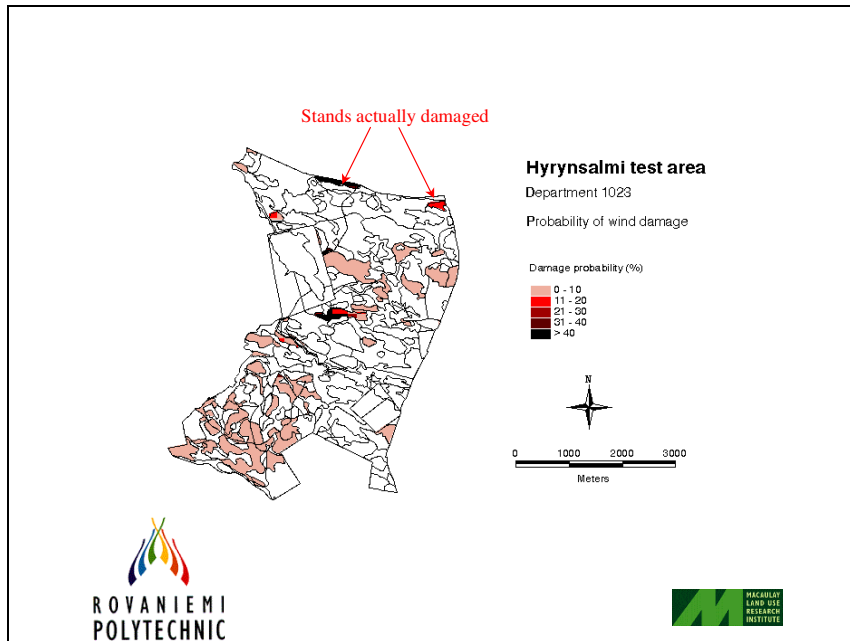 Stands actually damaged
Hyrynsalmi test area
Department 1023
Probability of wind damage
Damage probability (%)
0 - 10
11 - 20
21 - 30
31 - 40
> 40
N
0 1000 2000 3000
Meters
ROVANIEMI
POLYTECHNIC
MACAULAY
LAND USE
RESEARCH
INSTITUTE